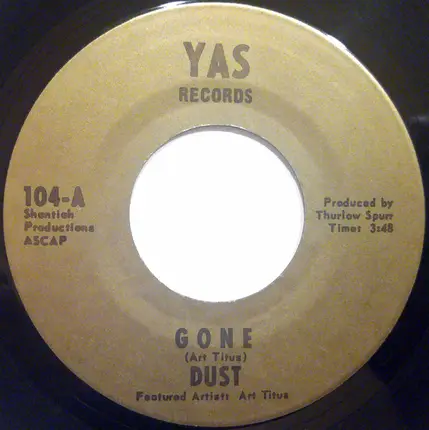 YAS
RECORDS
104-A
Shantiah
Productions
ASCAP
Produced by
Thurlow Spurr
Time: 3:48
GONE
(Art Titus)
DUST
Featured Artist: Art Titus